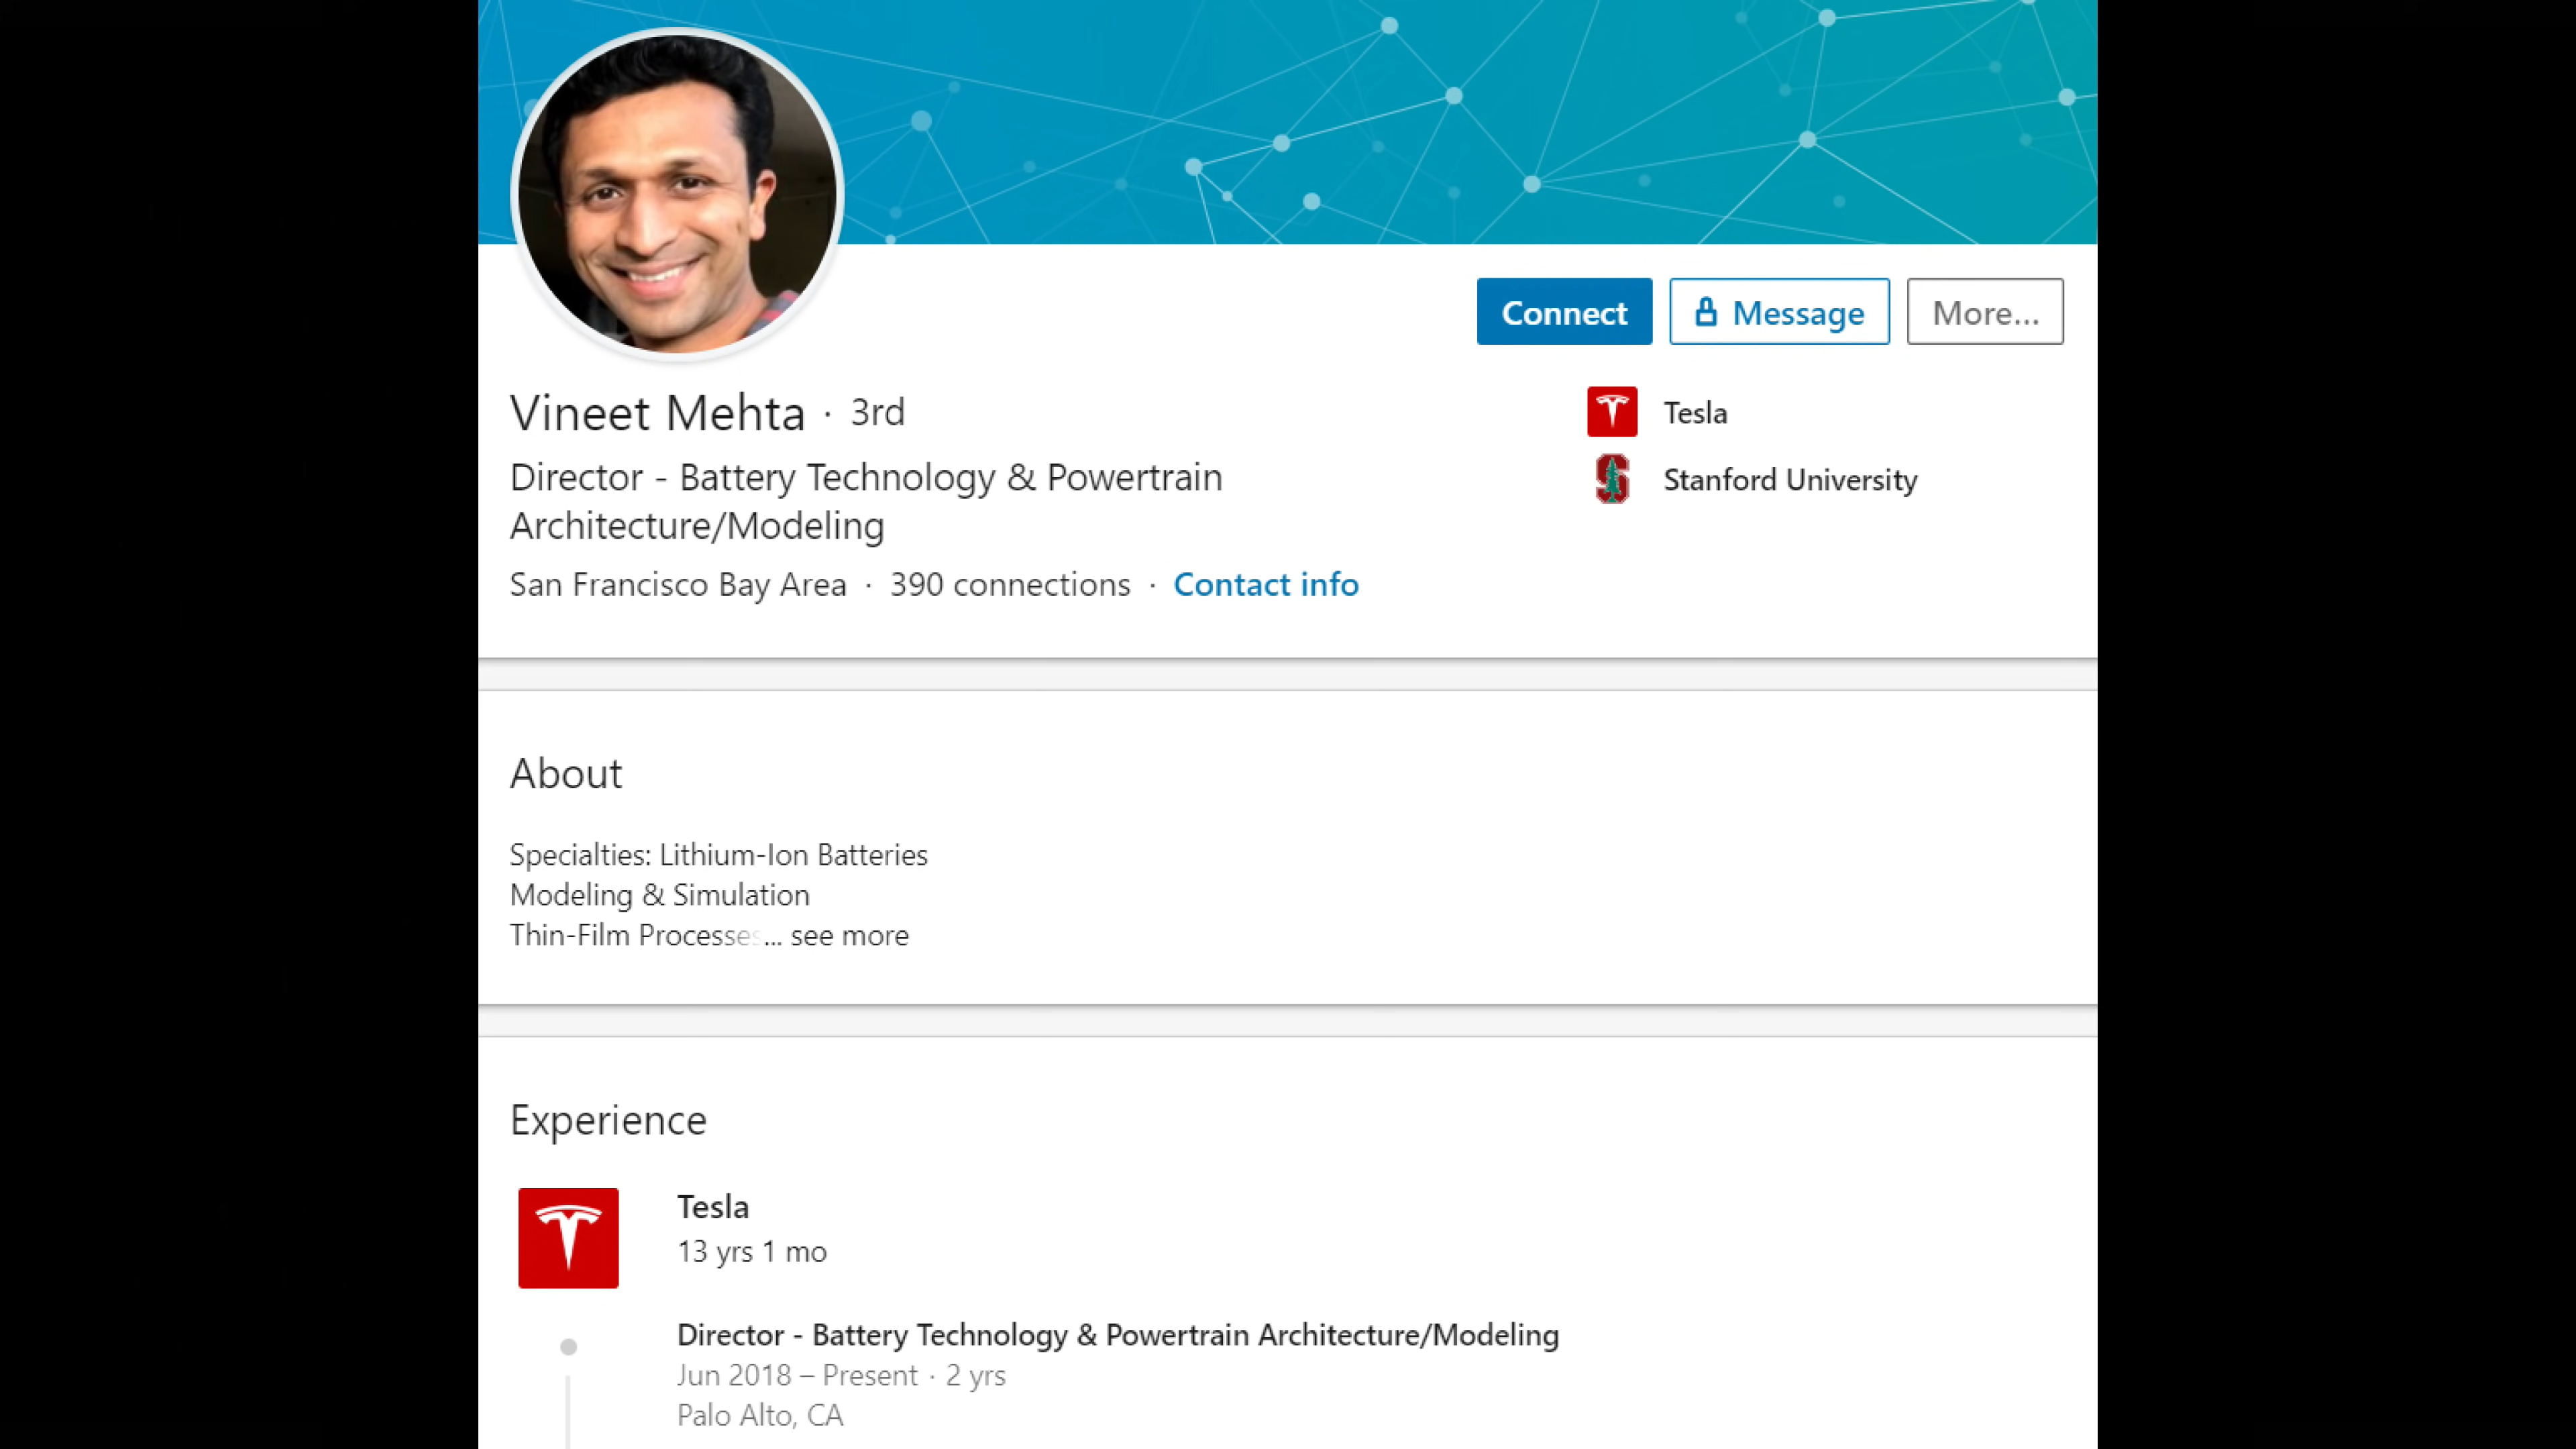 Connect
Message
More...
Vineet Mehta · 3rd
Director - Battery Technology & Powertrain
Architecture/Modeling
San Francisco Bay Area · 390 connections · Contact info
Tesla
Stanford University
About
Specialties: Lithium-Ion Batteries
Modeling & Simulation
Thin-Film Processes... see more
Experience
Tesla
13 yrs 1 mo
Director - Battery Technology & Powertrain Architecture/Modeling
Jun 2018 – Present · 2 yrs
Palo Alto, CA